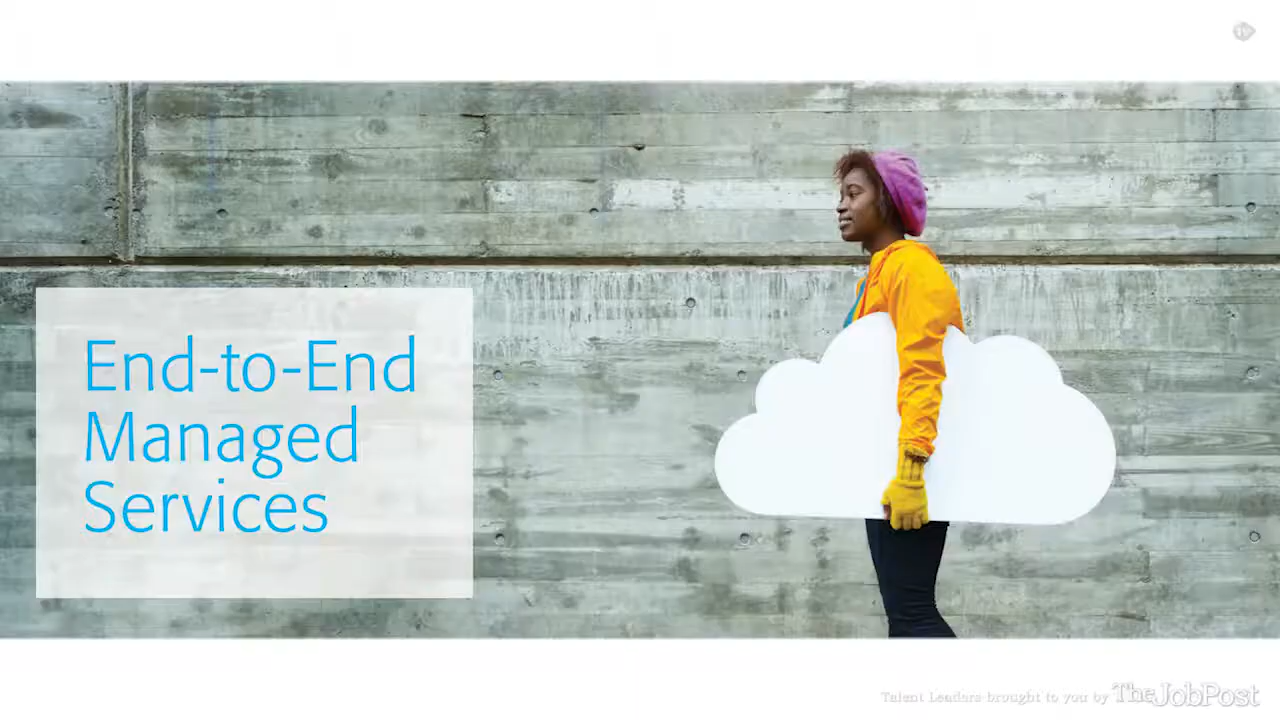 End-to-End
Managed
Services
Talent Leaders brought to you by TheJobPost